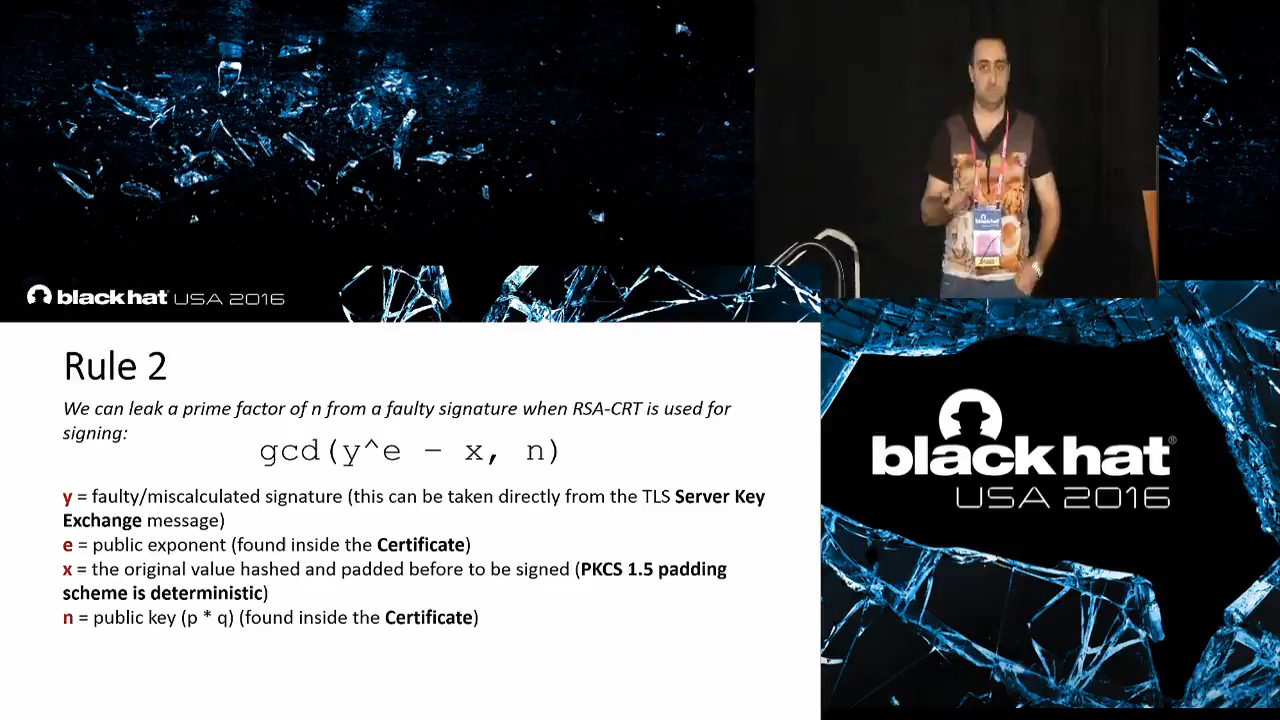 black hat USA 2016
Rule 2
We can leak a prime factor of n from a faulty signature when RSA-CRT is used for
signing:
gcd(y^e – x, n)
y = faulty/miscalculated signature (this can be taken directly from the TLS Server Key
Exchange message)
e = public exponent (found inside the Certificate)
x = the original value hashed and padded before to be signed (PKCS 1.5 padding
scheme is deterministic)
n = public key (p * q) (found inside the Certificate)
black hat®
USA 2016